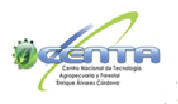 CENTA
Centro Nacional de Tecnología
Agropecuaria y Forestal
"Enrique Álvarez Córdova"